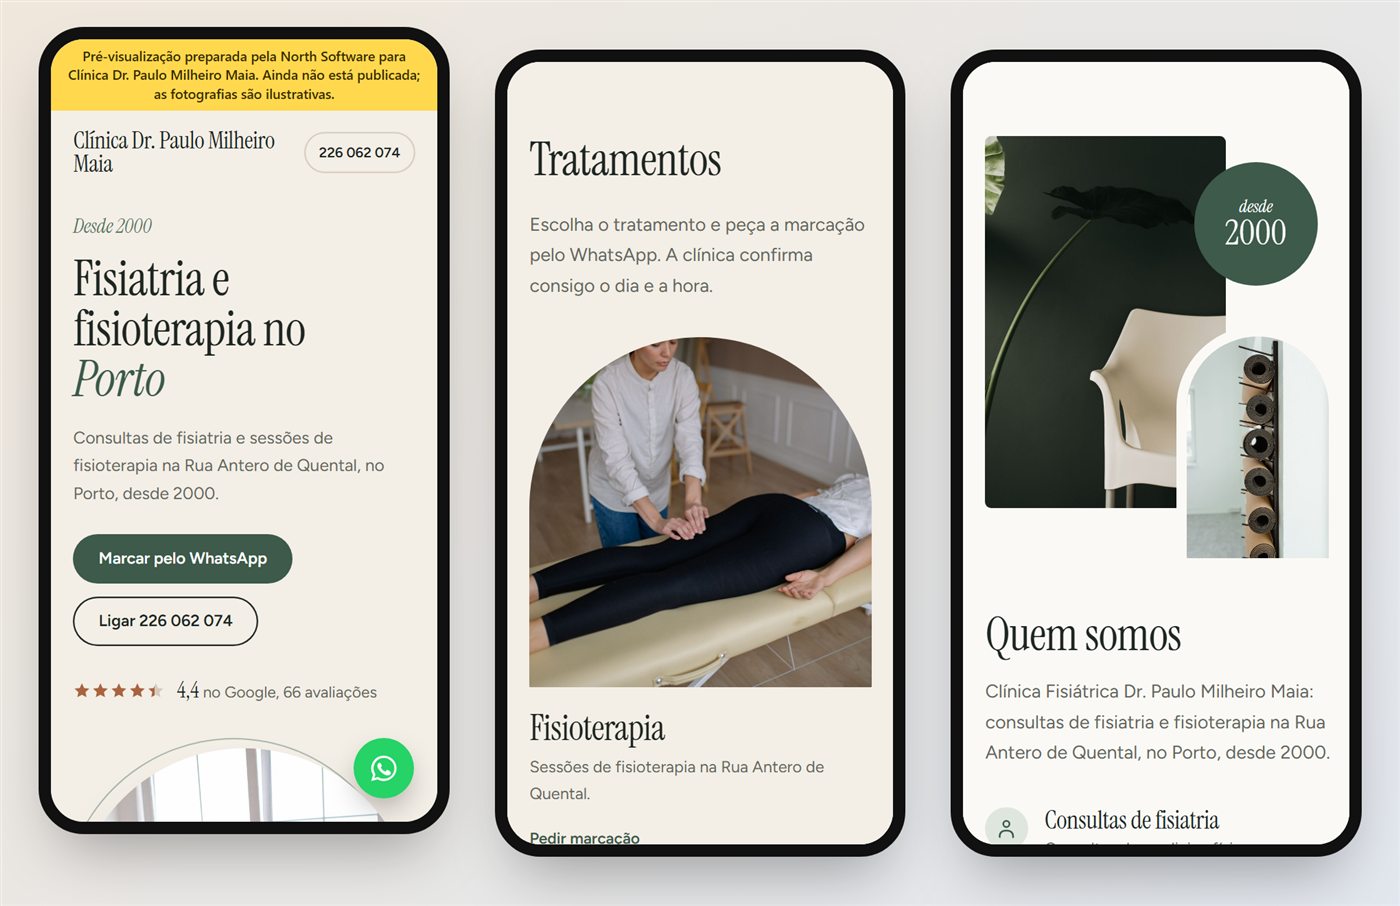 Pré-visualização preparada pela North Software para
Clínica Dr. Paulo Milheiro Maia. Ainda não está publicada;
as fotografias são ilustrativas.
Clínica Dr. Paulo Milheiro
Maia
226 062 074
Desde 2000
Fisiatria e
fisioterapia no
Porto
Consultas de fisiatria e sessões de
fisioterapia na Rua Antero de Quental, no
Porto, desde 2000.
Marcar pelo WhatsApp
Ligar 226 062 074
4,4 no Google, 66 avaliações
Tratamentos
Escolha o tratamento e peça a marcação
pelo WhatsApp. A clínica confirma
consigo o dia e a hora.
Fisioterapia
Sessões de fisioterapia na Rua Antero de
Quental.
Pedir marcação
desde
2000
Quem somos
Clínica Fisiátrica Dr. Paulo Milheiro Maia:
consultas de fisiatria e fisioterapia na Rua
Antero de Quental, no Porto, desde 2000.
Consultas de fisiatria